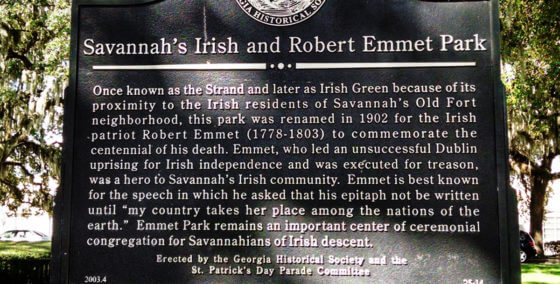 GIA HISTORICAL SO
Savannah's Irish and Robert Emmet Park
Once known as the Strand and later as Irish Green because of its
proximity to the Irish residents of Savannah's Old Fort
neighborhood, this park was renamed in 1902 for the Irish
patriot Robert Emmet (1778-1803) to commemorate the
centennial of his death. Emmet, who led an unsuccessful Dublin
uprising for Irish independence and was executed for treason,
was a hero to Savannah's Irish community. Emmet is best known
for the speech in which he asked that his epitaph not be written
until “my country takes her place among the nations of the
earth.” Emmet Park remains an important center of ceremonial
congregation for Savannahians of Irish descent.
Erected by the Georgia Historical Society and the
St. Patrick's Day Parade Committee
2003.4
25-14